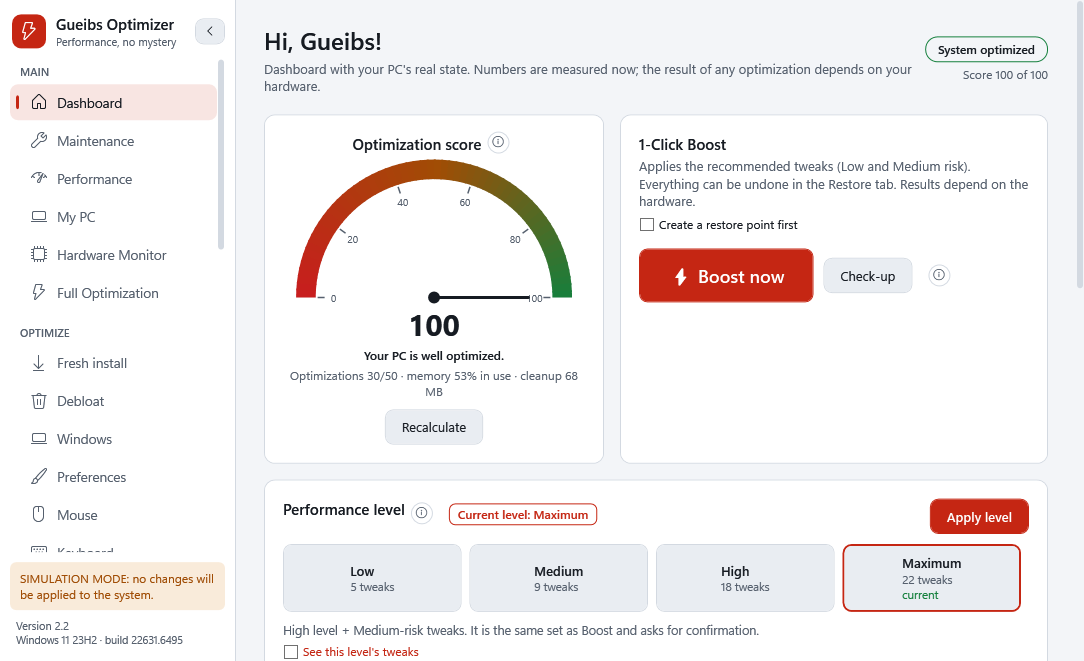 Gueibs Optimizer
Performance, no mystery
MAIN
Dashboard
Maintenance
Performance
My PC
Hardware Monitor
Full Optimization
OPTIMIZE
Fresh install
Debloat
Windows
Preferences
Mouse
Keyboard
SIMULATION MODE: no changes will
be applied to the system.
Version 2.2
Windows 11 23H2 · build 22631.6495
Hi, Gueibs!
Dashboard with your PC's real state. Numbers are measured now; the result of any optimization depends on your
hardware.
System optimized
Score 100 of 100
Optimization score
0
20
40
60
80
100
100
Your PC is well optimized.
Optimizations 30/50 · memory 53% in use · cleanup 68
MB
Recalculate
1-Click Boost
Applies the recommended tweaks (Low and Medium risk).
Everything can be undone in the Restore tab. Results depend on the
hardware.
Create a restore point first
Boost now
Check-up
Performance level
Current level: Maximum
Apply level
Low
5 tweaks
Medium
9 tweaks
High
18 tweaks
Maximum
22 tweaks
current
High level + Medium-risk tweaks. It is the same set as Boost and asks for confirmation.
See this level's tweaks